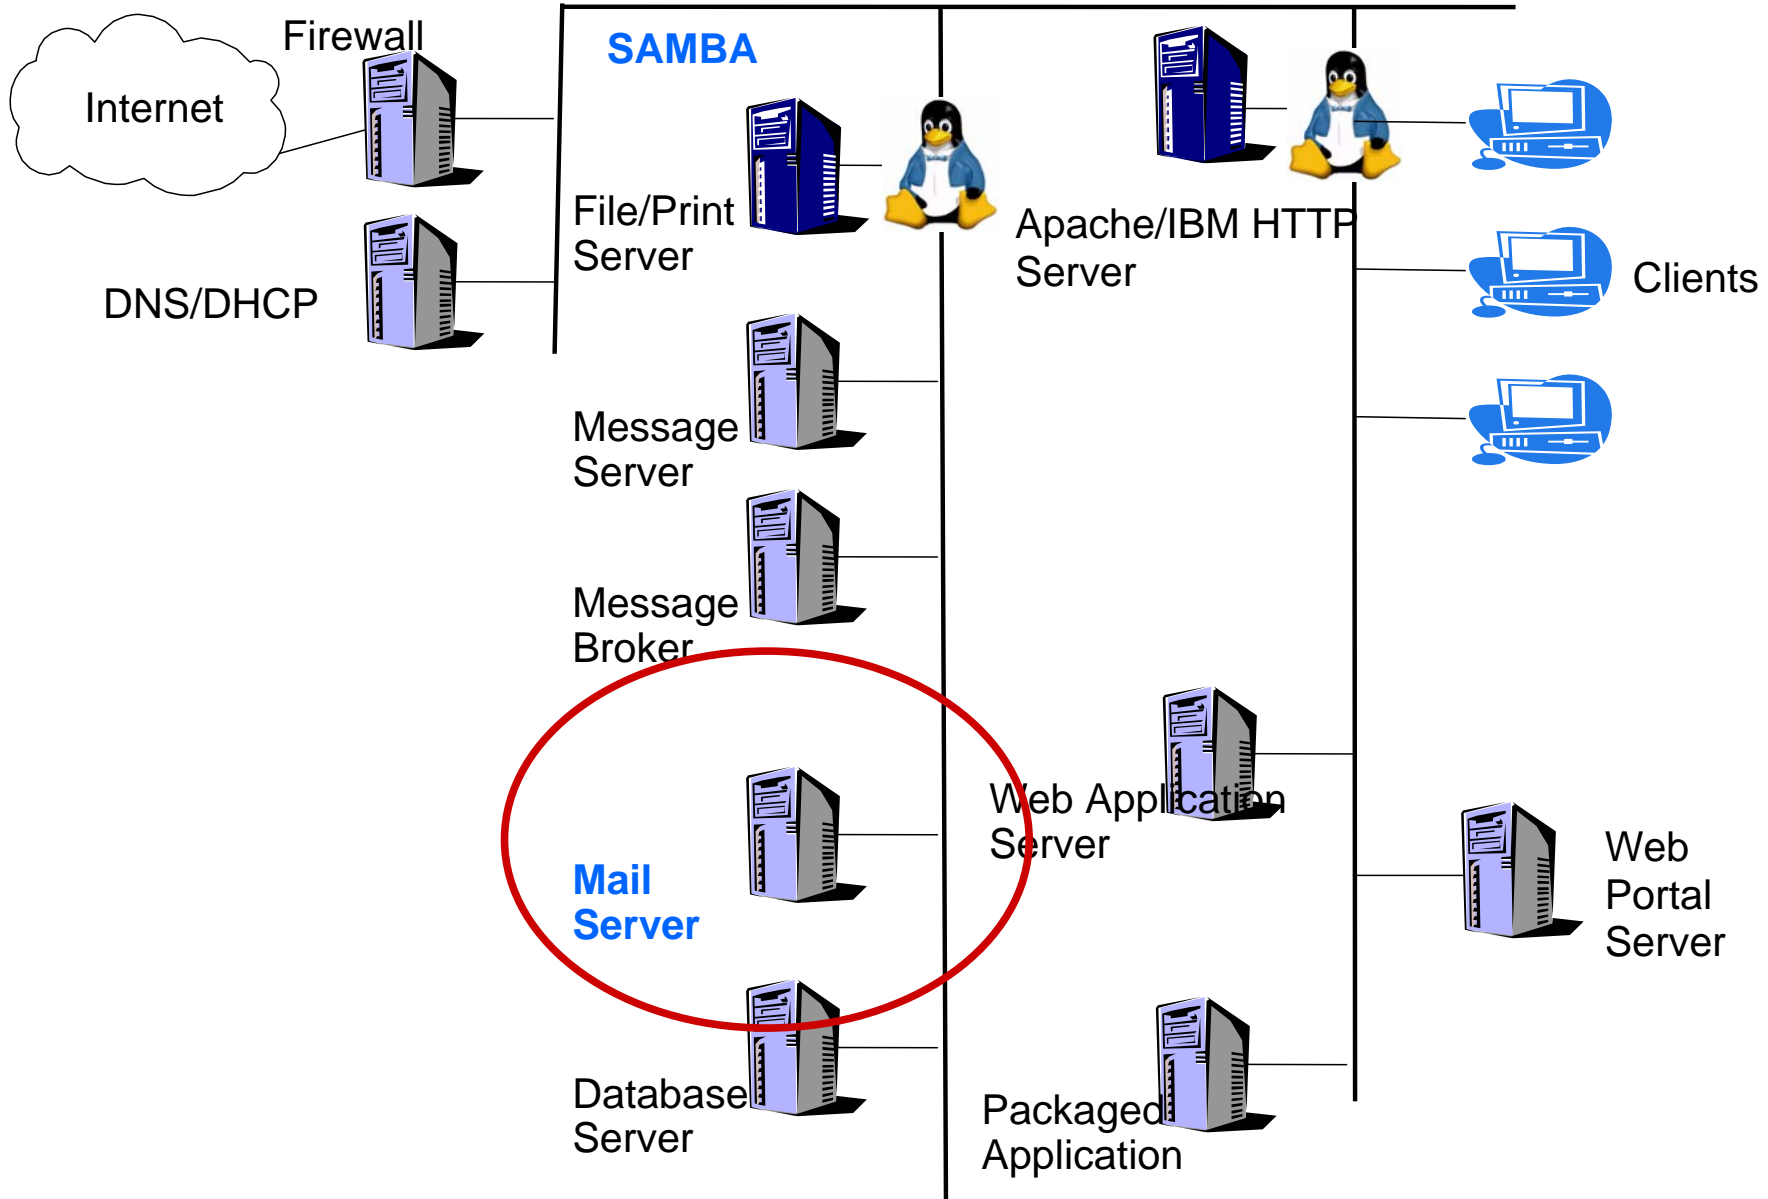 Firewall
Internet
DNS/DHCP
SAMBA
File/Print
Server
Message
Server
Message
Broker
Mail
Server
Database
Server
Apache/IBM HTTP
Server
Clients
Web Application
Server
Web
Portal
Server
Packaged
Application